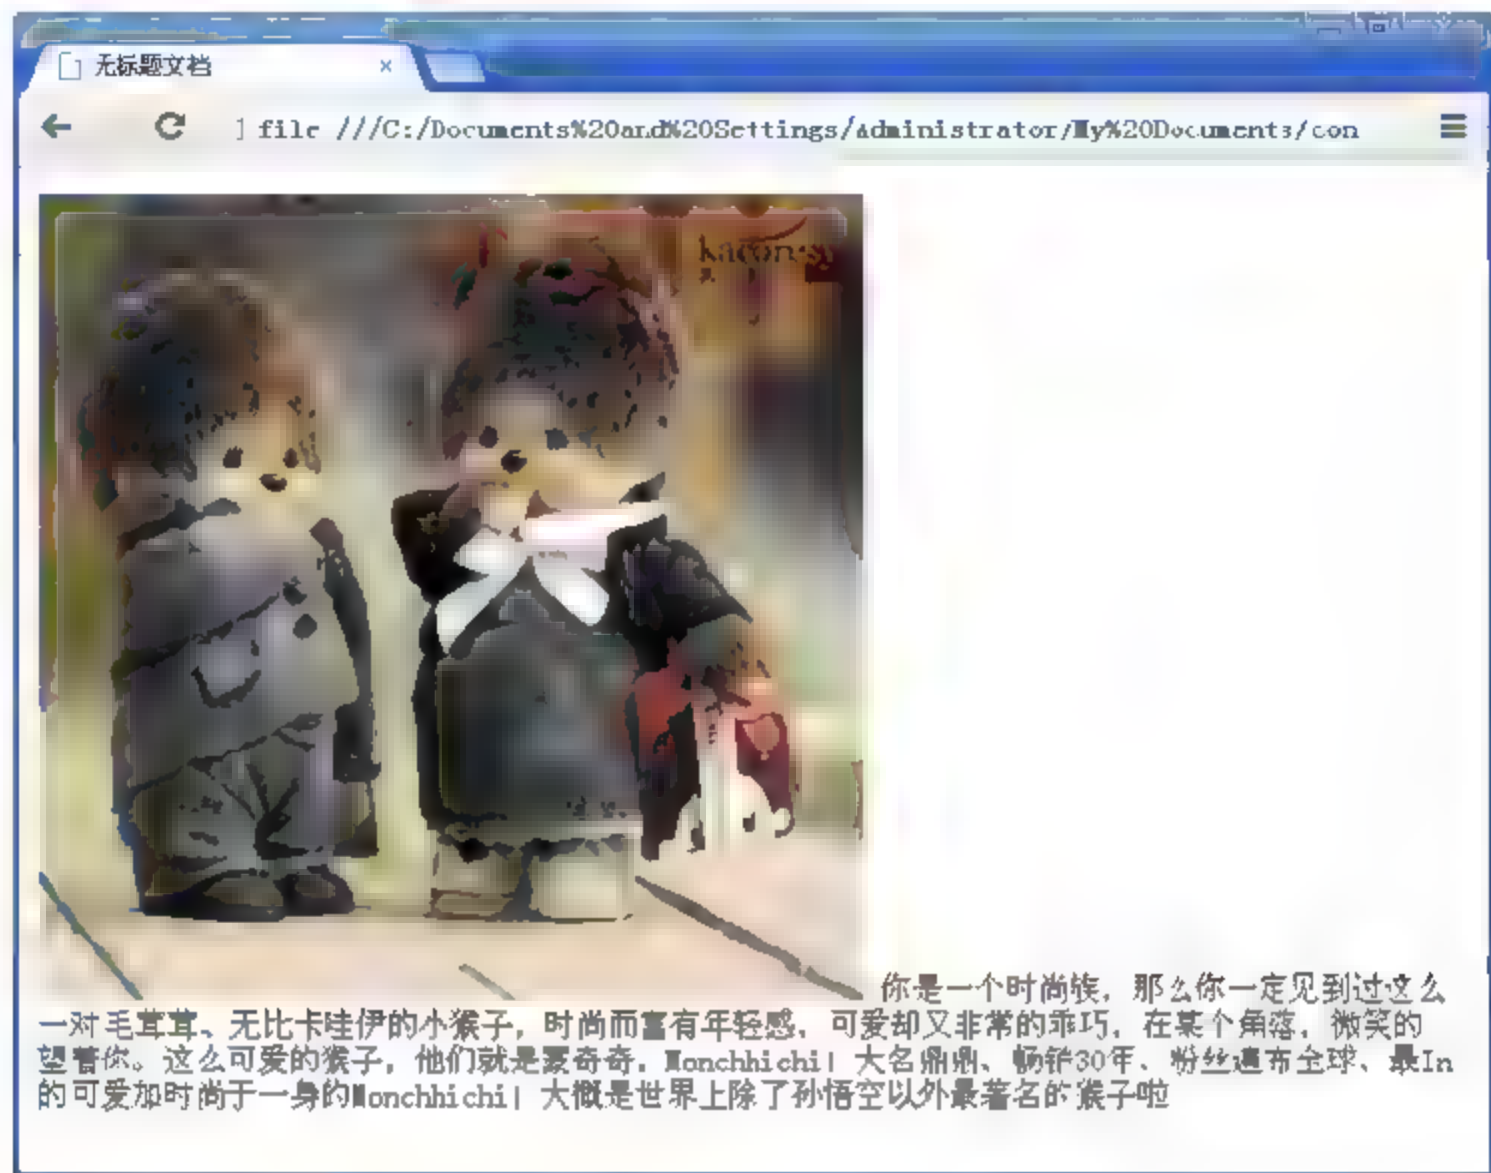 无标题文档
file ///C:/Documents%20and%20Settings/Administrator/My%20Documents/con
你是一个时尚族，那么你一定见到过这么
一对毛茸茸、无比卡哇伊的小猴子，时尚而富有年轻感，可爱却又非常的乖巧，在某个角落，微笑的
望着你。这么可爱的猴子，他们就是蒙奇奇，Monchhichi！大名鼎鼎、畅销30年、粉丝遍布全球、最In
的可爱加时尚于一身的Monchhichi！大概是世界上除了孙悟空以外最著名的猴子啦